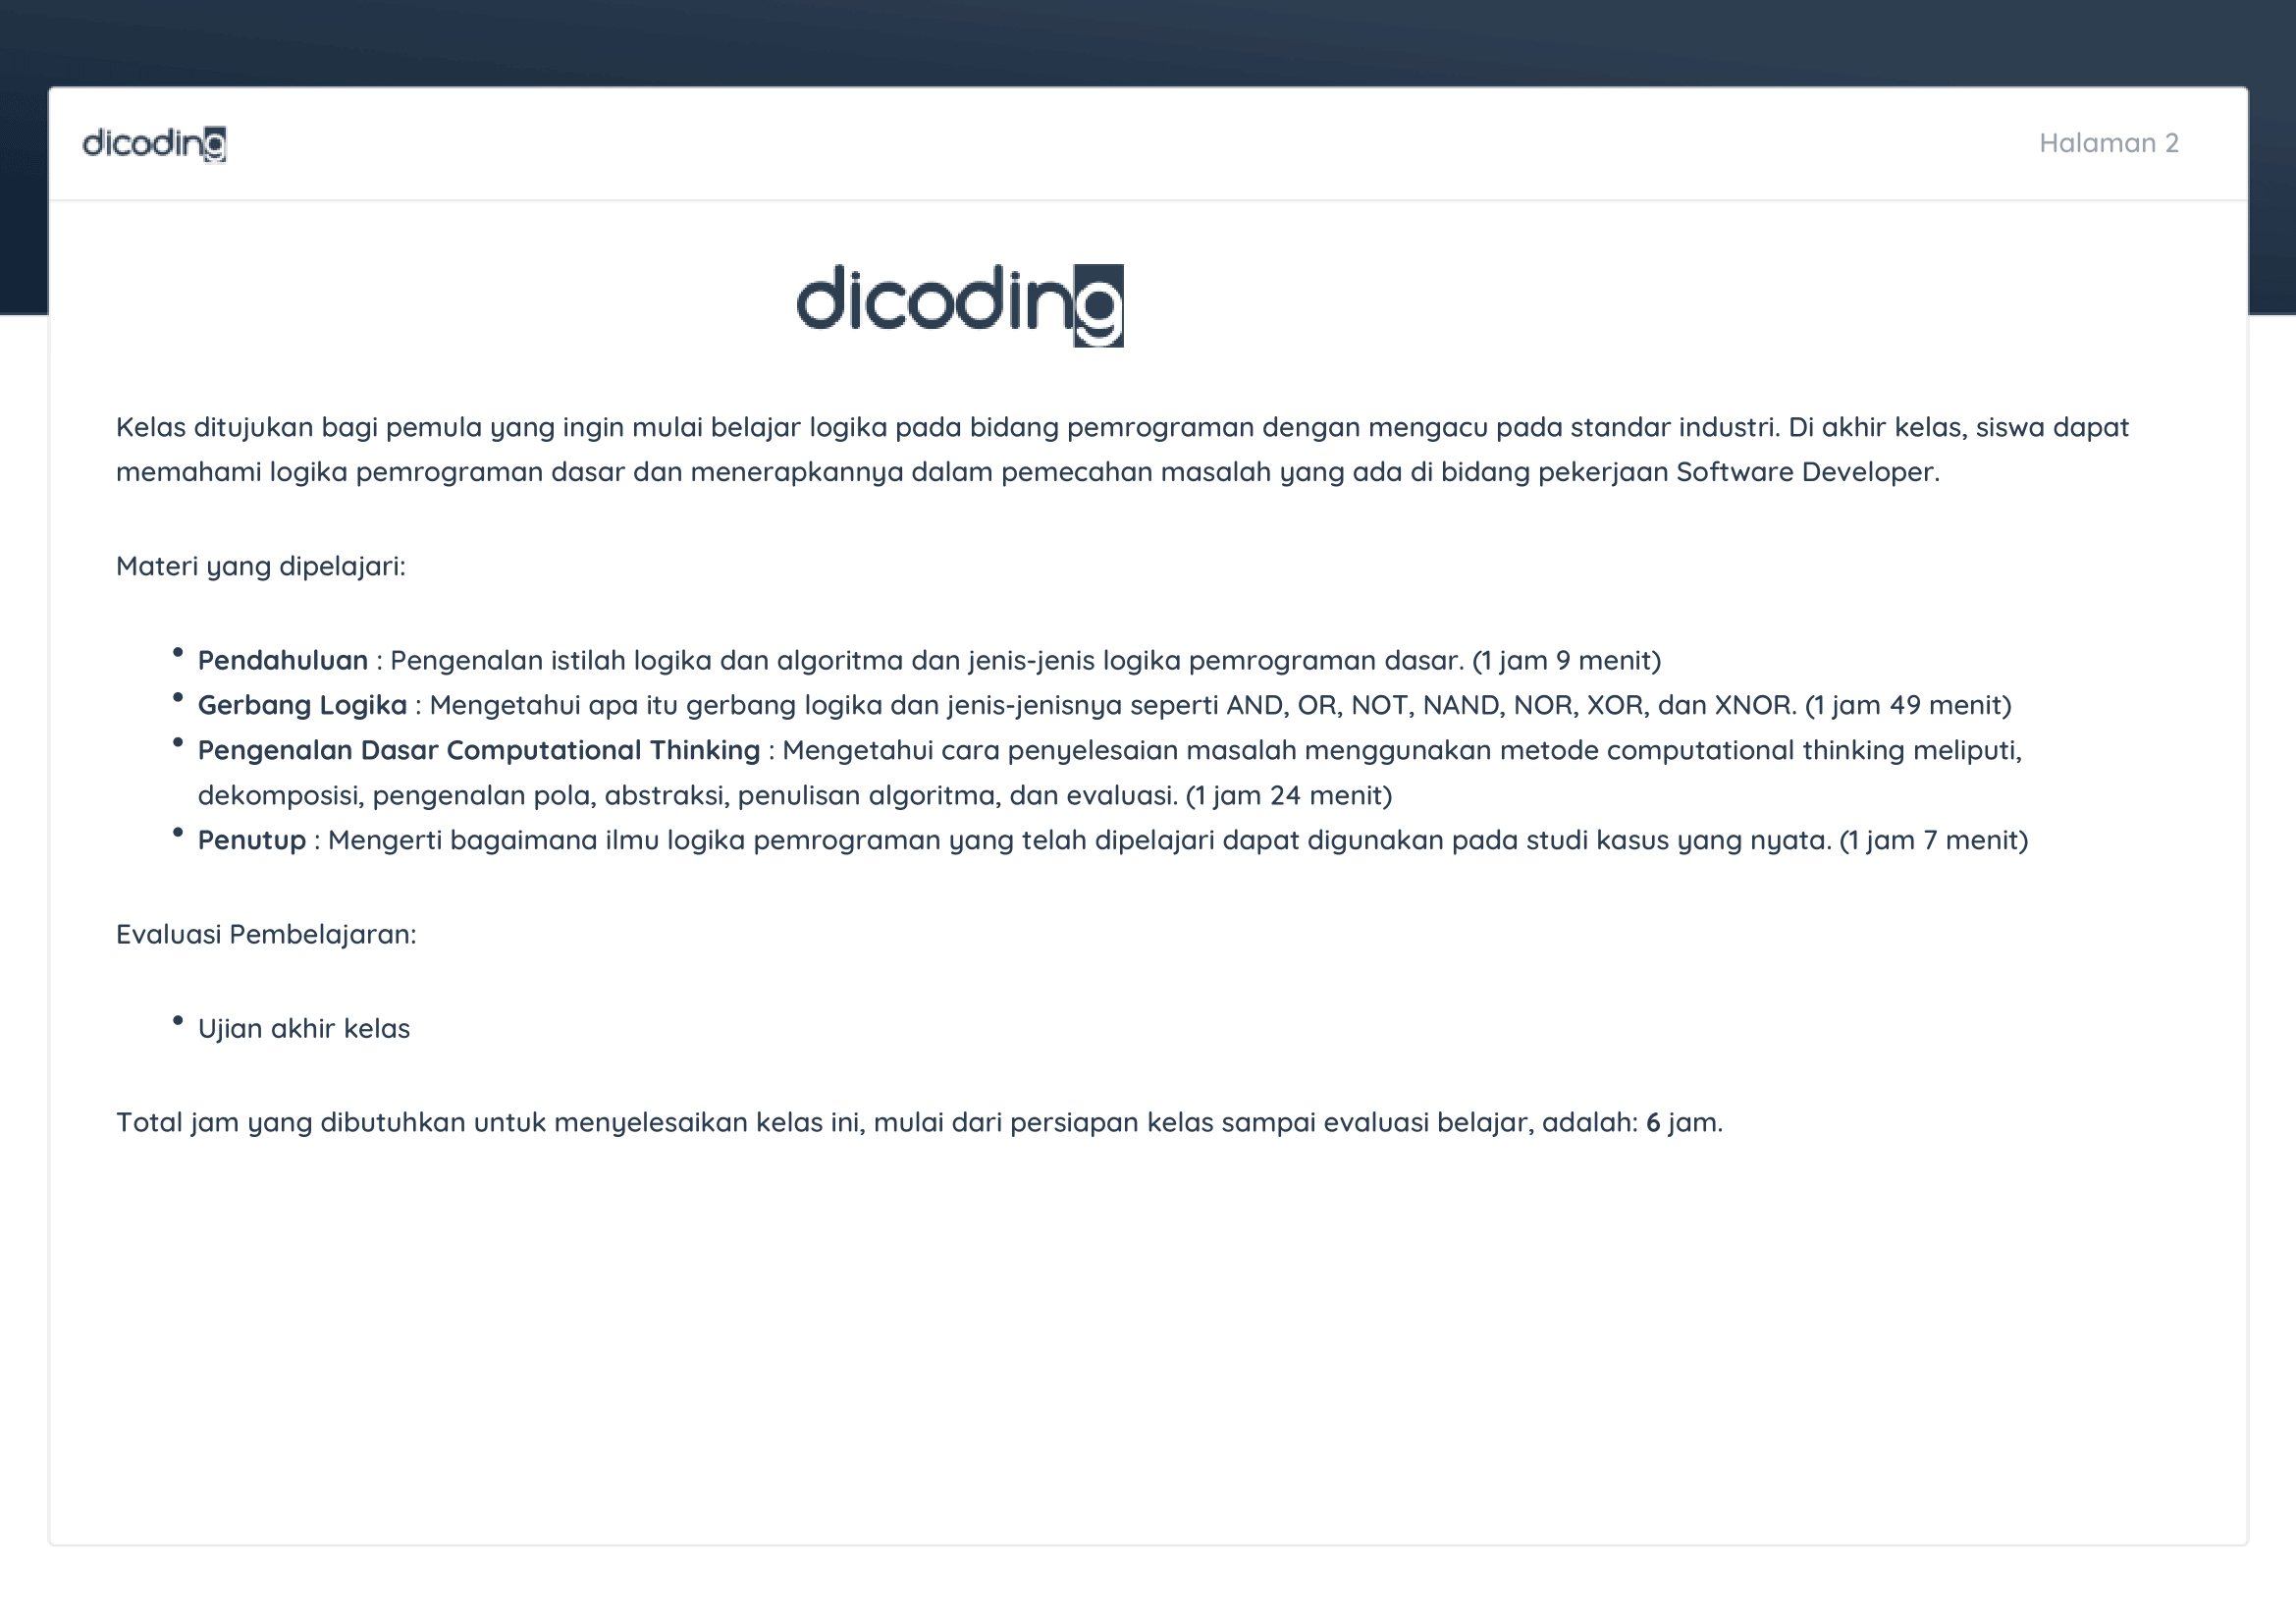 dicoding
Halaman 2
dicoding
Kelas ditujukan bagi pemula yang ingin mulai belajar logika pada bidang pemrograman dengan mengacu pada standar industri. Di akhir kelas, siswa dapat
memahami logika pemrograman dasar dan menerapkannya dalam pemecahan masalah yang ada di bidang pekerjaan Software Developer.
Materi yang dipelajari:
• Pendahuluan : Pengenalan istilah logika dan algoritma dan jenis-jenis logika pemrograman dasar. (1 jam 9 menit)
• Gerbang Logika : Mengetahui apa itu gerbang logika dan jenis-jenisnya seperti AND, OR, NOT, NAND, NOR, XOR, dan XNOR. (1 jam 49 menit)
• Pengenalan Dasar Computational Thinking : Mengetahui cara penyelesaian masalah menggunakan metode computational thinking meliputi,
dekomposisi, pengenalan pola, abstraksi, penulisan algoritma, dan evaluasi. (1 jam 24 menit)
• Penutup : Mengerti bagaimana ilmu logika pemrograman yang telah dipelajari dapat digunakan pada studi kasus yang nyata. (1 jam 7 menit)
Evaluasi Pembelajaran:
• Ujian akhir kelas
Total jam yang dibutuhkan untuk menyelesaikan kelas ini, mulai dari persiapan kelas sampai evaluasi belajar, adalah: 6 jam.